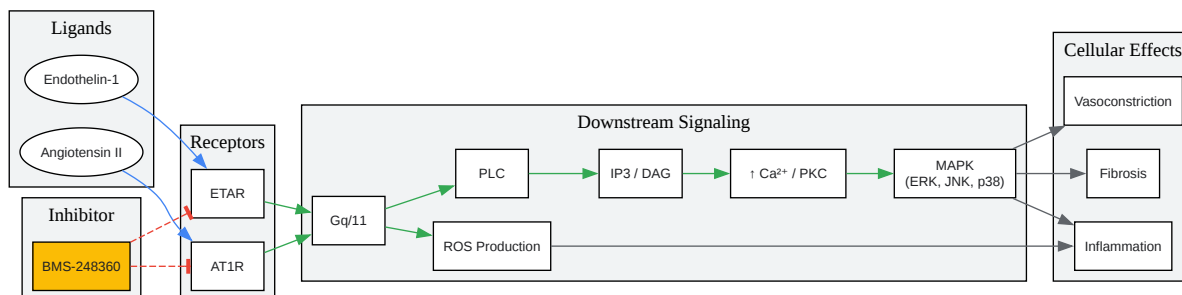 Ligands
Endothelin-1
Angiotensin II
Inhibitor
BMS-248360
Receptors
ETAR
AT1R
Downstream Signaling
Gq/11
PLC
IP3 / DAG
↑ Ca²⁺ / PKC
MAPK
(ERK, JNK, p38)
ROS Production
Cellular Effects
Vasoconstriction
Fibrosis
Inflammation